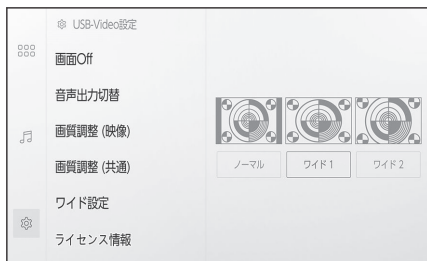 USB-Video設定
画面Off
音声出力切替
画質調整 (映像)
画質調整 (共通)
ワイド設定
ライセンス情報
ノーマル
ワイド 1
ワイド 2